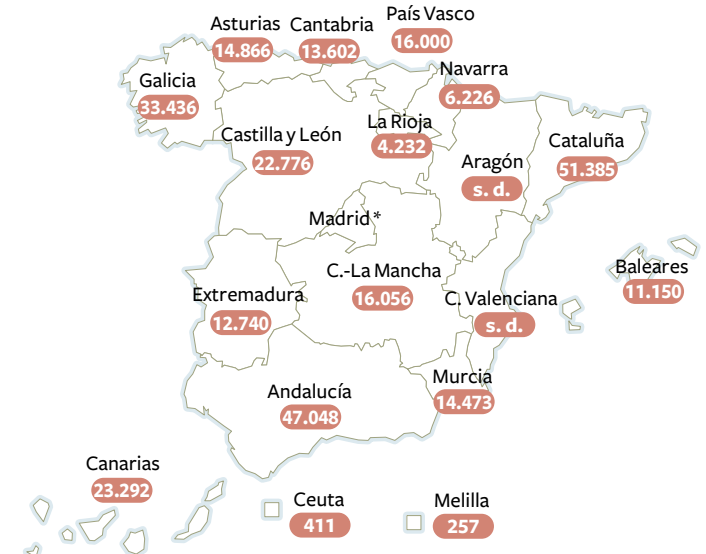 País Vasco
16.000
Asturias
14.866
Cantabria
13.602
Navarra
6.226
Galicia
33.436
La Rioja
4.232
Castilla y León
22.776
Cataluña
51.385
Aragón
s. d.
Madrid*
Baleares
11.150
C.-La Mancha
16.056
Extremadura
12.740
C. Valenciana
s. d.
Murcia
14.473
Andalucía
47.048
Canarias
23.292
Ceuta
411
Melilla
257